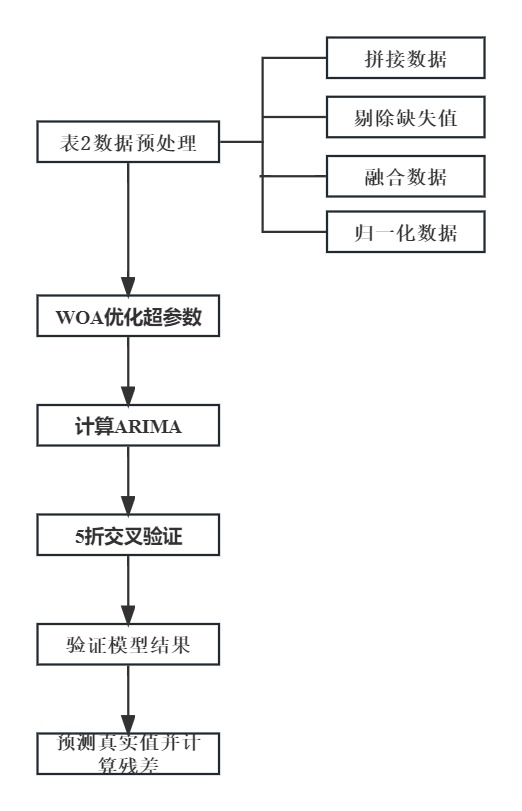 拼接数据
剔除缺失值
表2数据预处理
融合数据
归一化数据
WOA优化超参数
计算ARIMA
5折交叉验证
验证模型结果
预测真实值并计
算残差